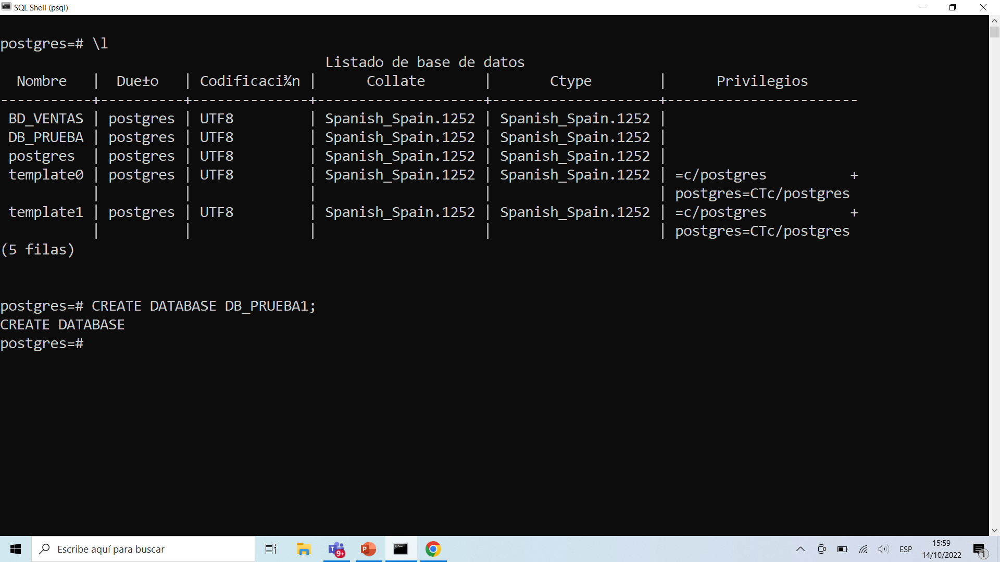 SQL Shell (psql)
postgres=# \l
Listado de base de datos
Nombre | Due±o | Codificaci¾n | Collate | Ctype | Privilegios
-----------+----------+--------------+--------------------+--------------------+-----------------------
BD_VENTAS | postgres | UTF8 | Spanish_Spain.1252 | Spanish_Spain.1252 |
DB_PRUEBA | postgres | UTF8 | Spanish_Spain.1252 | Spanish_Spain.1252 |
postgres | postgres | UTF8 | Spanish_Spain.1252 | Spanish_Spain.1252 |
template0 | postgres | UTF8 | Spanish_Spain.1252 | Spanish_Spain.1252 | =c/postgres +
| | | | | postgres=CTc/postgres
template1 | postgres | UTF8 | Spanish_Spain.1252 | Spanish_Spain.1252 | =c/postgres +
| | | | | postgres=CTc/postgres
(5 filas)
postgres=# CREATE DATABASE DB_PRUEBA1;
CREATE DATABASE
postgres=#
Escribe aquí para buscar
T
9+
P
ESP
15:59
14/10/2022
1